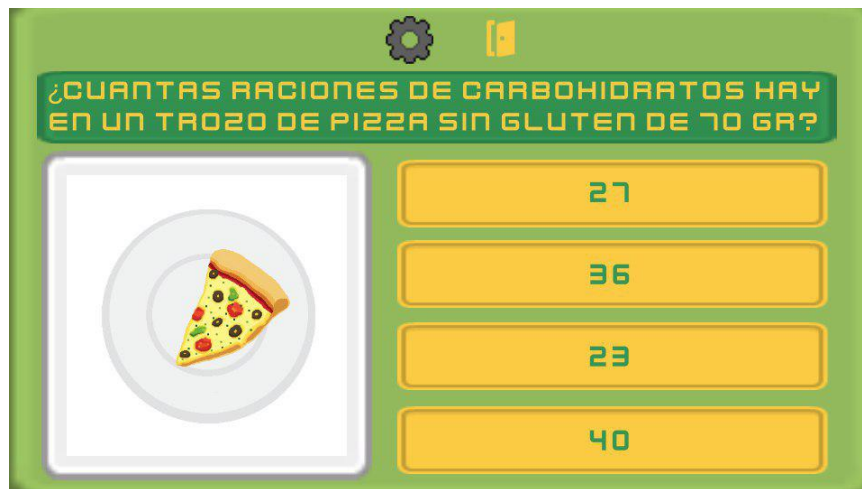 ¿CUANTAS RACIONES DE CARBOHIDRATOS HAY
EN UN TROZO DE PIZZA SIN GLUTEN DE 70 GR?
27
36
23
40